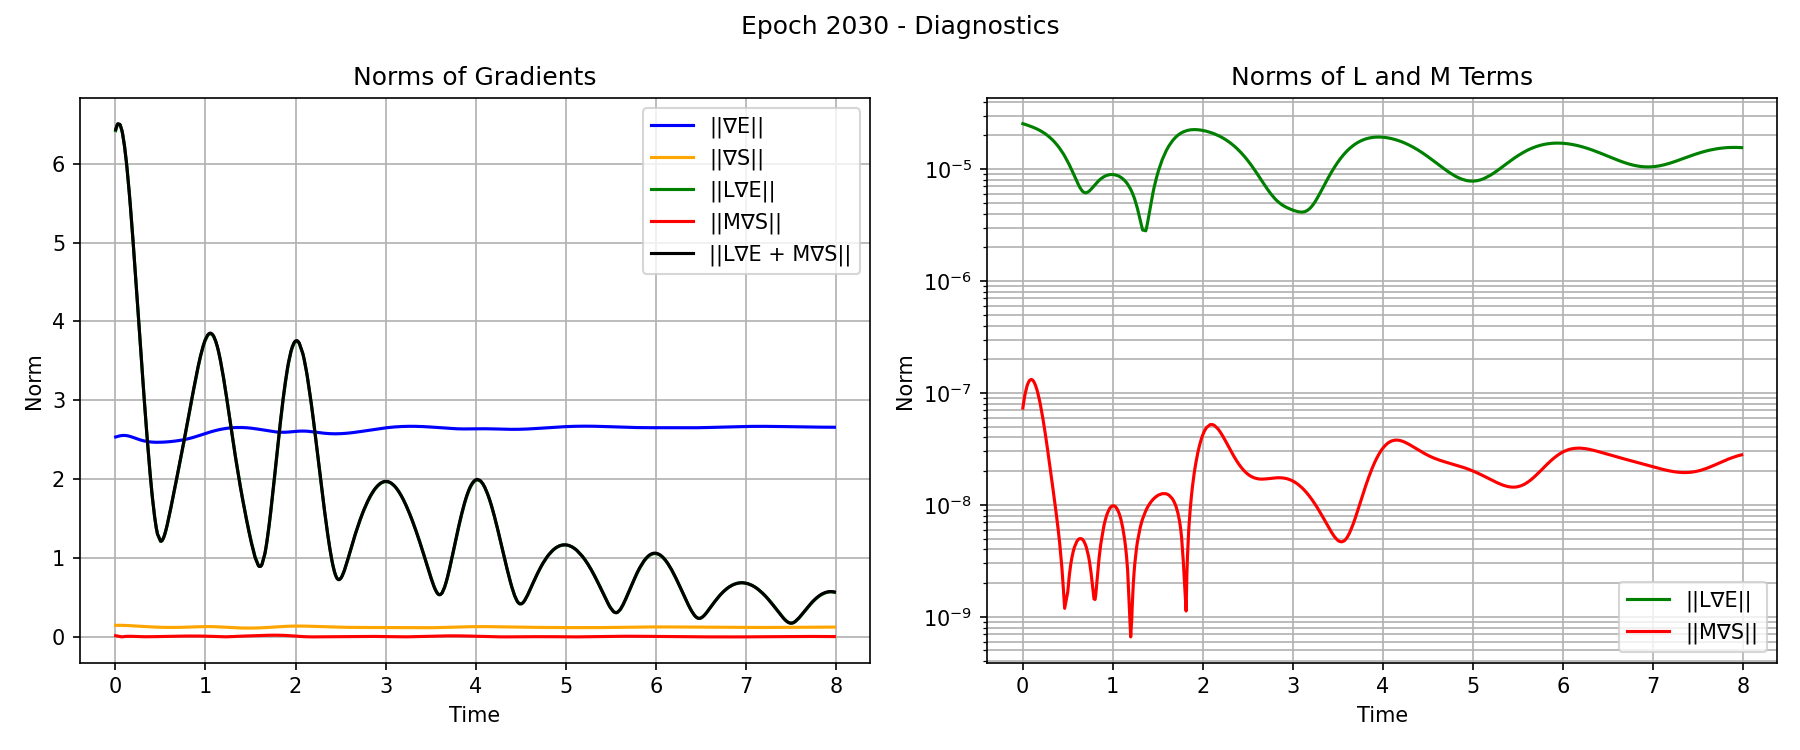 Epoch 2030 - Diagnostics
Norms of Gradients
Norm
6
5
4
3
2
1
0
||∇E||
||∇S||
||L∇E||
||M∇S||
||L∇E + M∇S||
0 1 2 3 4 5 6 7 8
Time
Norms of L and M Terms
Norm
10⁻⁵
10⁻⁶
10⁻⁷
10⁻⁸
10⁻⁹
||L∇E||
||M∇S||
0 1 2 3 4 5 6 7 8
Time